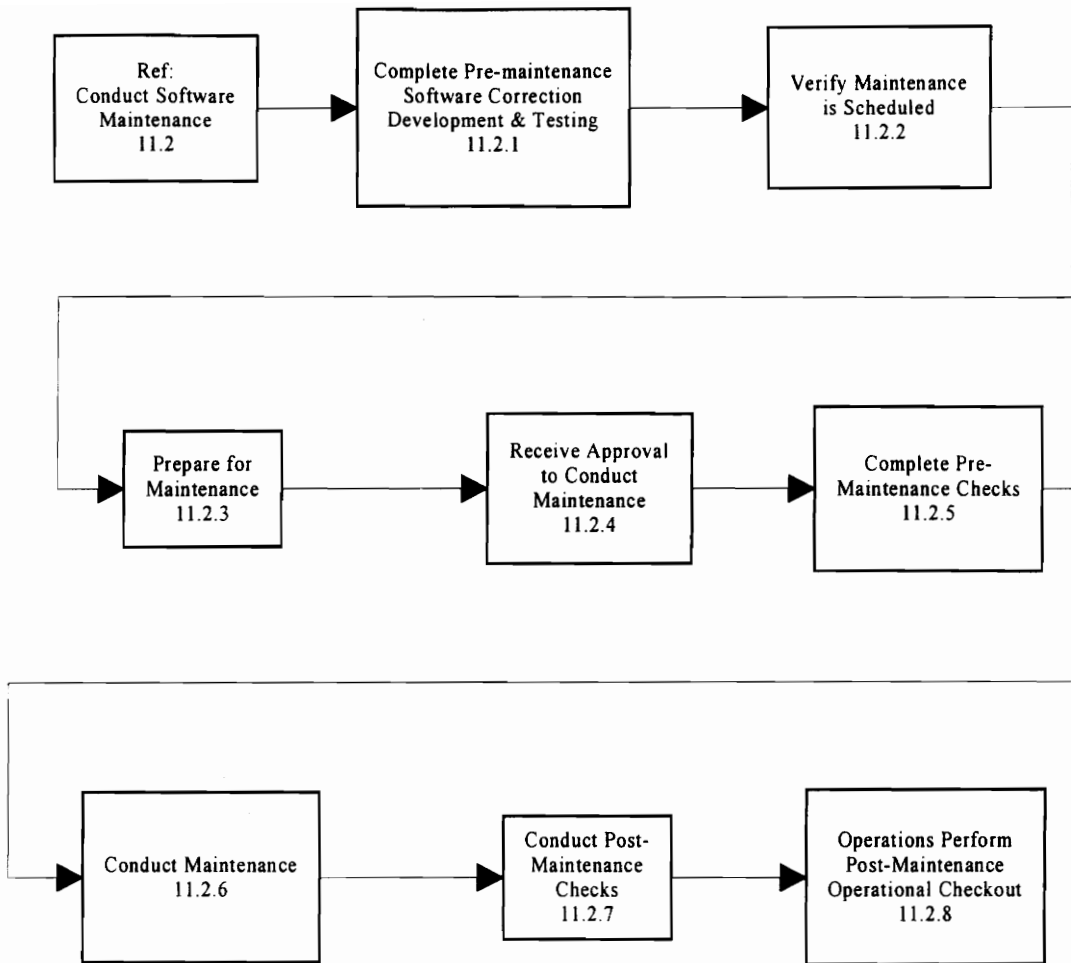 Ref:
Conduct Software
Maintenance
11.2
Complete Pre-maintenance
Software Correction
Development & Testing
11.2.1
Verify Maintenance
is Scheduled
11.2.2
Prepare for
Maintenance
11.2.3
Receive Approval
to Conduct
Maintenance
11.2.4
Complete Pre-
Maintenance Checks
11.2.5
Conduct Maintenance
11.2.6
Conduct Post-
Maintenance
Checks
11.2.7
Operations Perform
Post-Maintenance
Operational Checkout
11.2.8